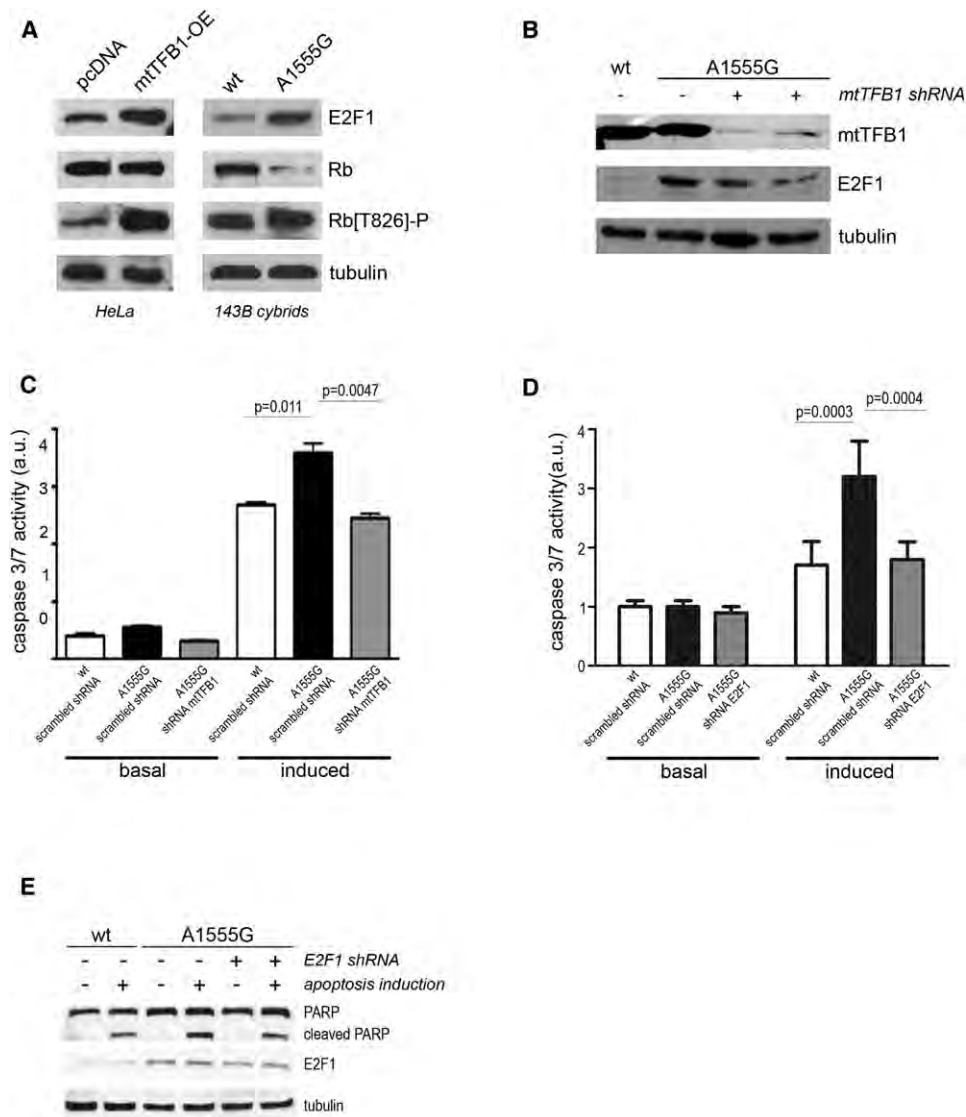 A
pcDNA
mtTFB1-OE
wt
A1555G
E2F1
Rb
Rb[T826]-P
tubulin
HeLa
143B cybrids
B
wt
A1555G
- - + + mtTFB1 shRNA
mtTFB1
E2F1
tubulin
C
p=0.011
p=0.0047
caspase 3/7 activity (a.u.)
4
3
2
1
0
wt
scrambled shRNA
A1555G
scrambled shRNA
A1555G
shRNA mtTFB1
wt
scrambled shRNA
A1555G
scrambled shRNA
A1555G
shRNA mtTFB1
basal
induced
D
p=0.0003
p=0.0004
caspase 3/7 activity(a.u.)
4
3
2
1
0
wt
scrambled shRNA
A1555G
scrambled shRNA
A1555G
shRNA E2F1
wt
scrambled shRNA
A1555G
scrambled shRNA
A1555G
shRNA E2F1
basal
induced
E
wt
A1555G
- - - - + + E2F1 shRNA
- + - + - + apoptosis induction
PARP
cleaved PARP
E2F1
tubulin